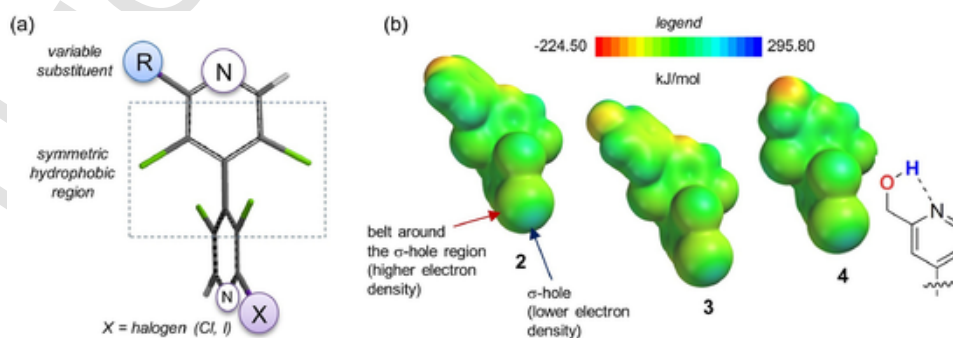 (a)
variable
substituent
R
N
symmetric
hydrophobic
region
N
X
X = halogen (Cl, I)
(b)
legend
-224.50
295.80
kJ/mol
belt around
the σ-hole region
(higher electron
density)
2
σ-hole
(lower electron
density)
3
4
O
H
N